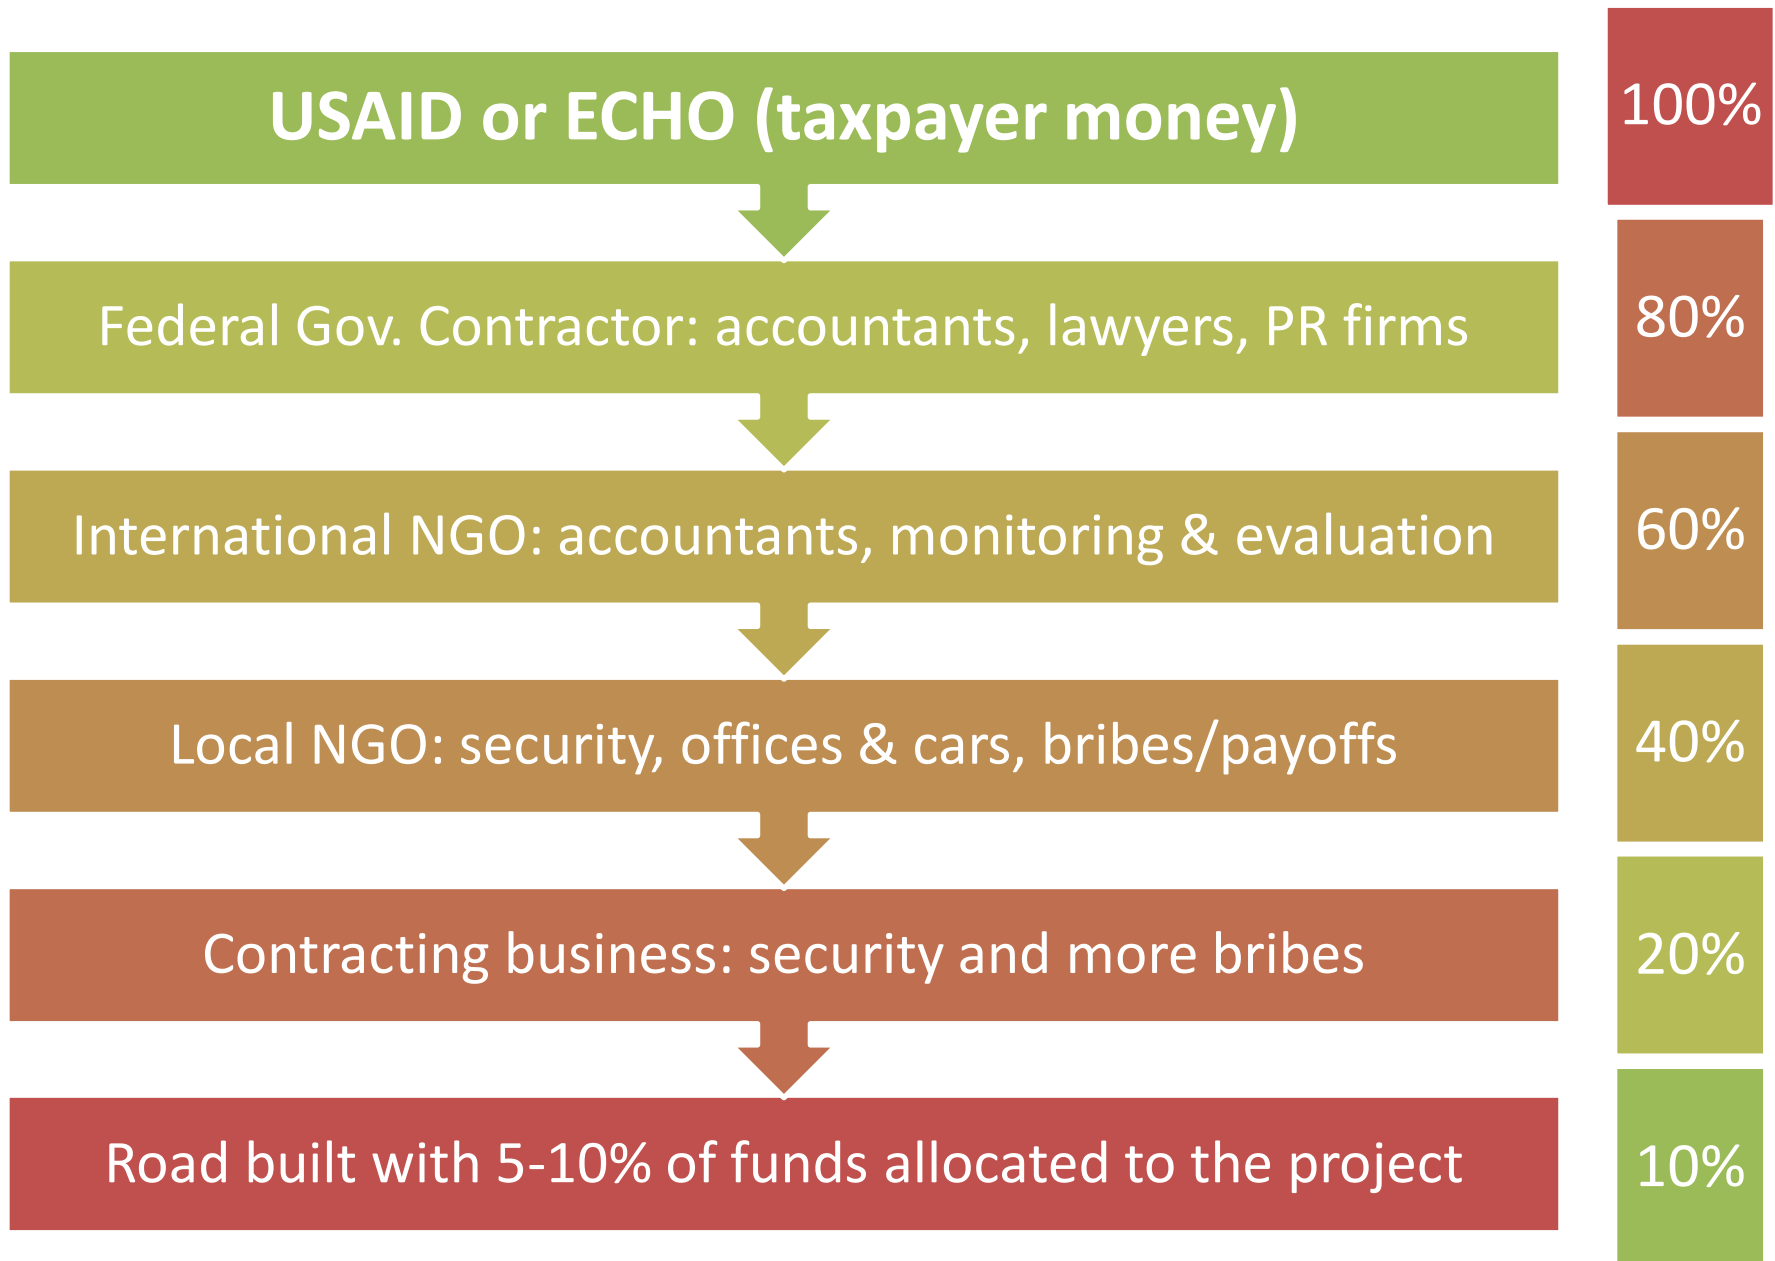 USAID or ECHO (taxpayer money)
100%
Federal Gov. Contractor: accountants, lawyers, PR firms
80%
International NGO: accountants, monitoring & evaluation
60%
Local NGO: security, offices & cars, bribes/payoffs
40%
Contracting business: security and more bribes
20%
Road built with 5-10% of funds allocated to the project
10%